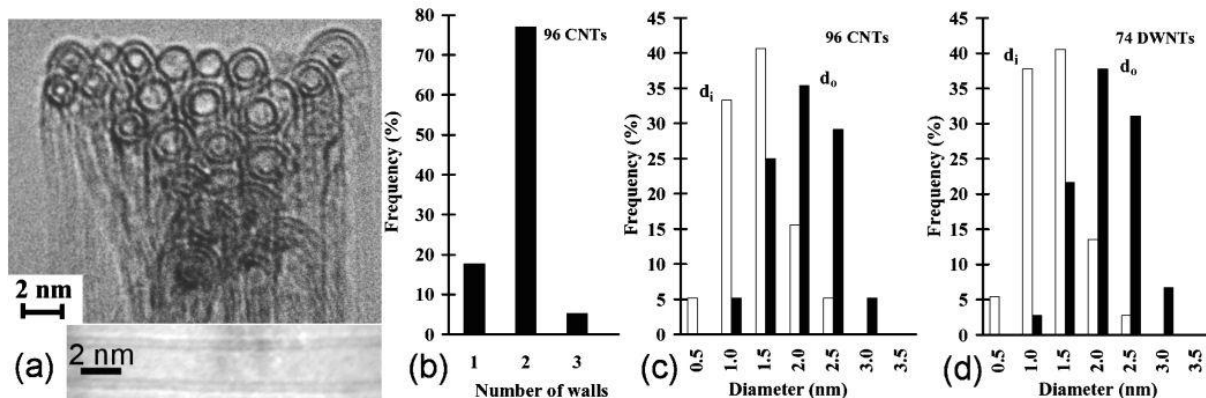 2 nm
2 nm
(a)
Frequency (%)
80
70
60
50
40
30
20
10
0
96 CNTs
1 2 3
Number of walls
(b)
Frequency (%)
45
40
35
30
25
20
15
10
5
0
96 CNTs
di
do
0.5 1.0 1.5 2.0 2.5 3.0 3.5
Diameter (nm)
(c)
Frequency (%)
45
40
35
30
25
20
15
10
5
0
74 DWNTs
di
do
0.5 1.0 1.5 2.0 2.5 3.0 3.5
Diameter (nm)
(d)